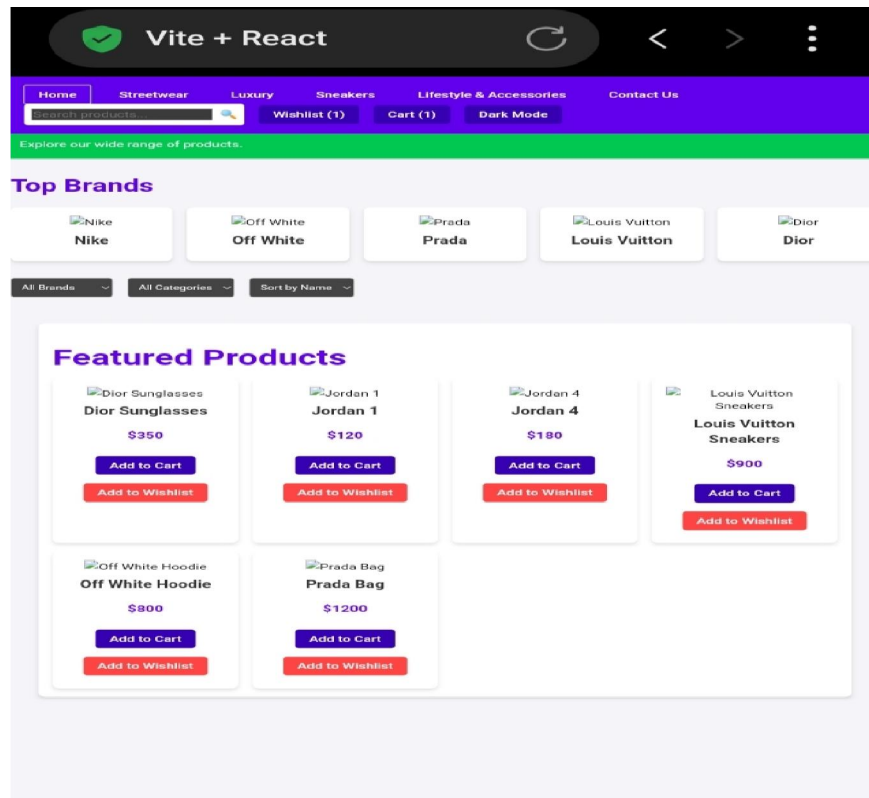 Vite + React
Home Streetwear Luxury Sneakers Lifestyle & Accessories Contact Us
Search products... Wishlist (1) Cart (1) Dark Mode
Explore our wide range of products.
Top Brands
Nike Off White Prada Louis Vuitton Dior
Nike Off White Prada Louis Vuitton Dior
All Brands All Categories Sort by Name
Featured Products
Dior Sunglasses
Dior Sunglasses
$350
Add to Cart
Add to Wishlist
Jordan 1
Jordan 1
$120
Add to Cart
Add to Wishlist
Jordan 4
Jordan 4
$180
Add to Cart
Add to Wishlist
Louis Vuitton
Sneakers
Louis Vuitton
Sneakers
$900
Add to Cart
Add to Wishlist
Off White Hoodie
Off White Hoodie
$800
Add to Cart
Add to Wishlist
Prada Bag
Prada Bag
$1200
Add to Cart
Add to Wishlist